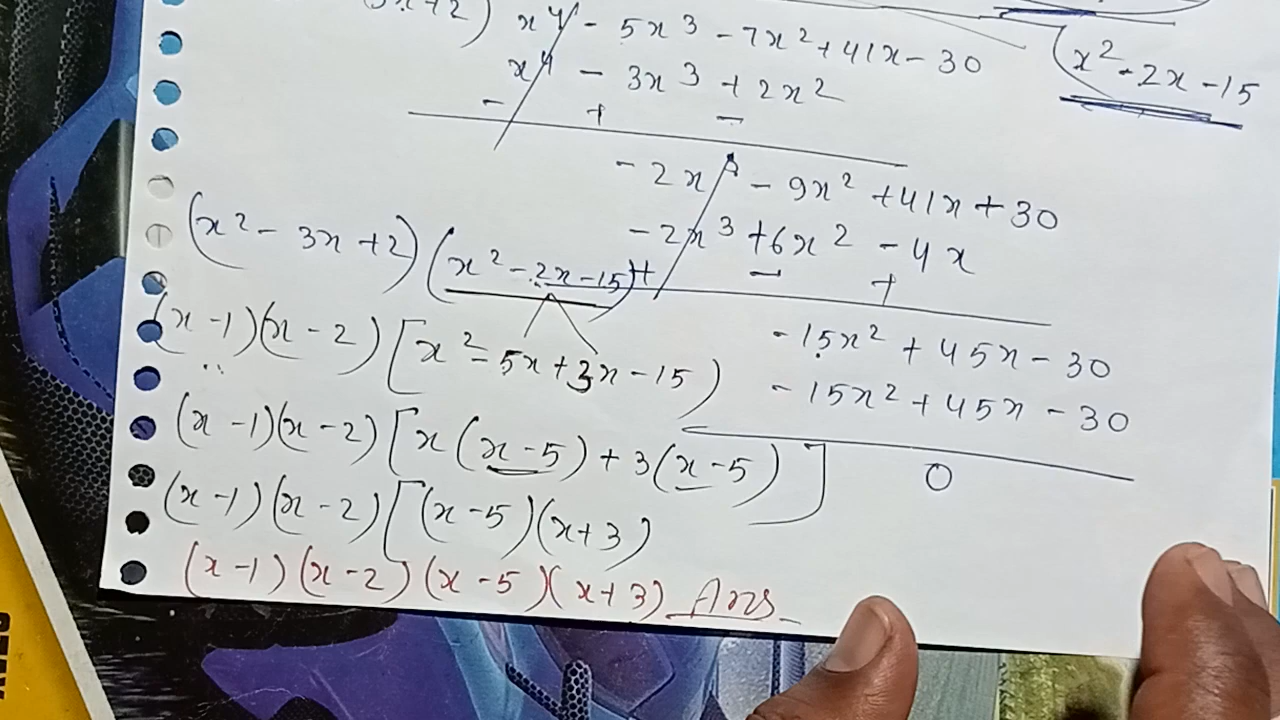 x+2) x⁴ - 5x³ - 7x² + 41x - 30 (x² - 2x - 15
x⁴ - 3x³ + 2x²
- + -
- 2x³ - 9x² + 41x + 30
- 2x³ + 6x² - 4x
+ - +
- 15x² + 45x - 30
- 15x² + 45x - 30
0
(x² - 3x + 2) (x² - 2x - 15)
(x - 1)(x - 2) [x² - 5x + 3x - 15)
(x - 1)(x - 2) [x(x - 5) + 3(x - 5)]
(x - 1)(x - 2) [(x - 5)(x + 3)
(x - 1)(x - 2)(x - 5)(x + 3) Ans